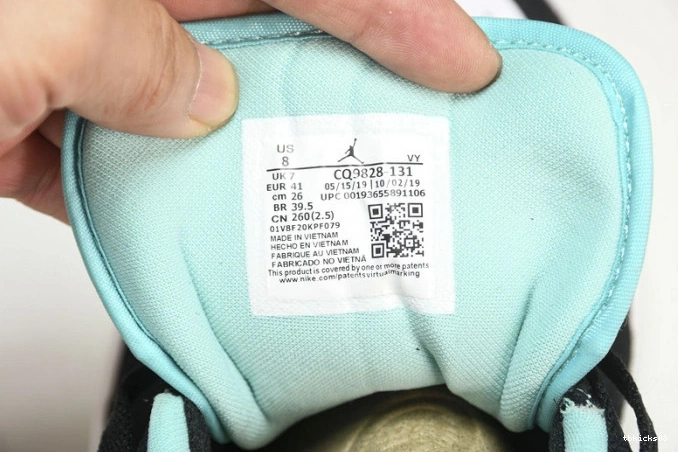 US
8 VY
UK 7 CQ9828-131
EUR 41 05/15/19 | 10/02/19
cm 26 UPC 00193655891106
BR 39.5
CN 260(2.5)
01V8F20KPF079
MADE IN VIETNAM
HECHO EN VIETNAM
FABRIQUE AU VIETNAM
FABRICADO NO VIETNÃ
This product is covered by one or more patents
www.nike.com/patentsvirtualmarking